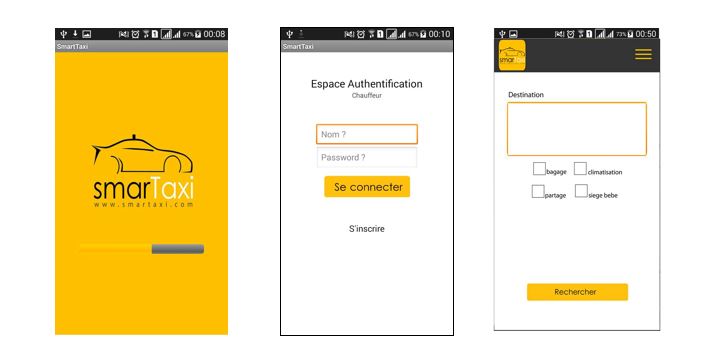 67% 00:08
SmartTaxi
smarTaxi
www.smartaxi.com
67% 00:10
SmartTaxi
Espace Authentification
Chauffeur
Nom ?
Password ?
Se connecter
S'inscrire
73% 00:50
smarTaxi
Destination
bagage
climatisation
partage
siege bebe
Rechercher